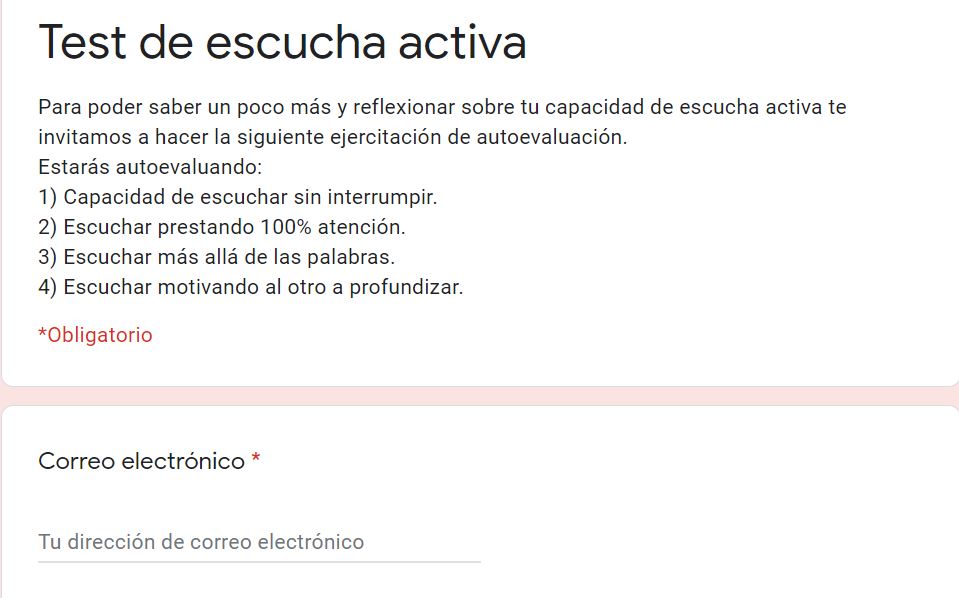 Test de escucha activa
Para poder saber un poco más y reflexionar sobre tu capacidad de escucha activa te
invitamos a hacer la siguiente ejercitación de autoevaluación.
Estarás autoevaluando:
1) Capacidad de escuchar sin interrumpir.
2) Escuchar prestando 100% atención.
3) Escuchar más allá de las palabras.
4) Escuchar motivando al otro a profundizar.
*Obligatorio
Correo electrónico *
Tu dirección de correo electrónico